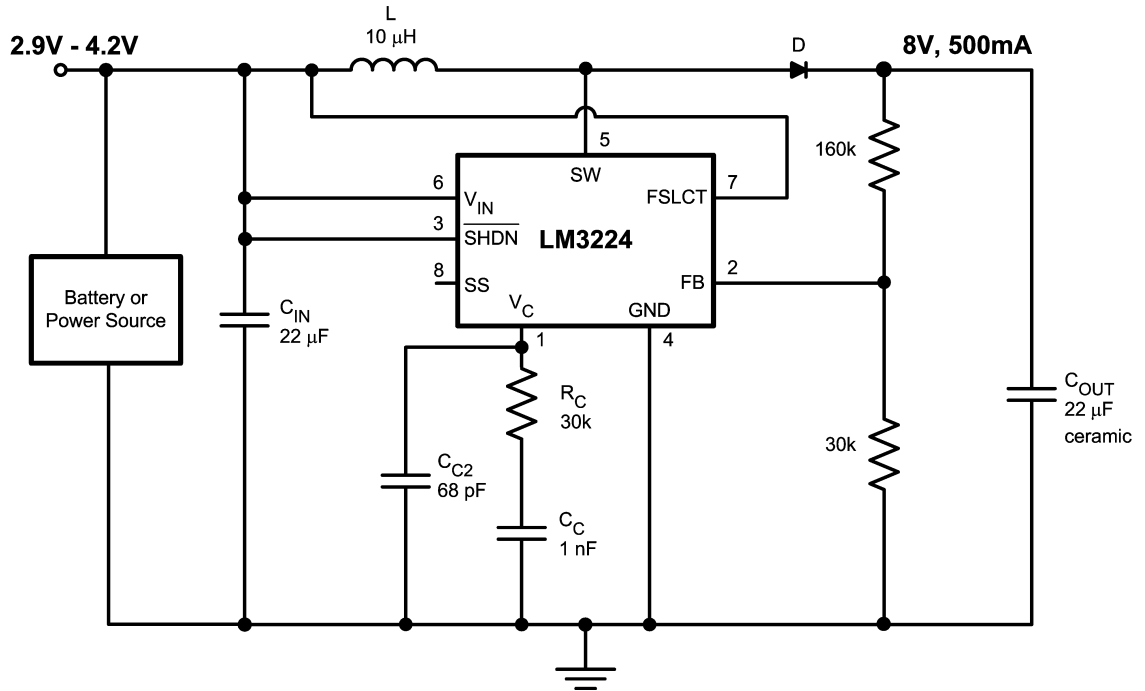 L
10 μH
2.9V - 4.2V
D
8V, 500mA
5
SW
160k
6
V_IN
7
FSLCT
3
SHDN
LM3224
8
SS
2
FB
V_C
GND
1
4
Battery or
Power Source
C_IN
22 μF
R_C
30k
C_OUT
22 μF
ceramic
30k
C_C2
68 pF
C_C
1 nF